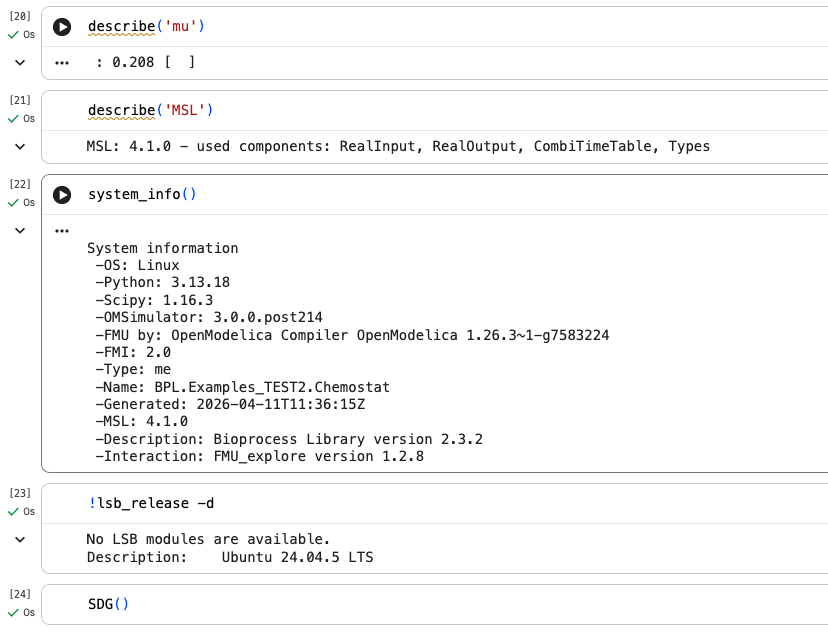 [20]
0s
describe('mu')
: 0.208 [  ]
[21]
0s
describe('MSL')
MSL: 4.1.0 – used components: RealInput, RealOutput, CombiTimeTable, Types
[22]
0s
system_info()
System information
–OS: Linux
–Python: 3.13.18
–Scipy: 1.16.3
–OMSimulator: 3.0.0.post214
–FMU by: OpenModelica Compiler OpenModelica 1.26.3~1-g7583224
–FMI: 2.0
–Type: me
–Name: BPL.Examples_TEST2.Chemostat
–Generated: 2026-04-11T11:36:15Z
–MSL: 4.1.0
–Description: Bioprocess Library version 2.3.2
–Interaction: FMU_explore version 1.2.8
[23]
0s
!lsb_release –d
No LSB modules are available.
Description:    Ubuntu 24.04.5 LTS
[24]
0s
SDG()